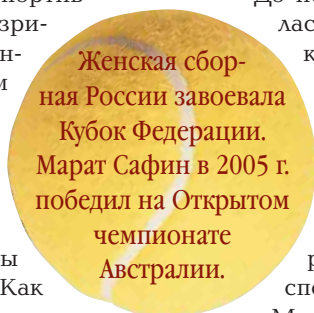 Женская сбор-
ная России завоевала
Кубок Федерации.
Марат Сафин в 2005 г.
победил на Открытом
чемпионате
Австралии.